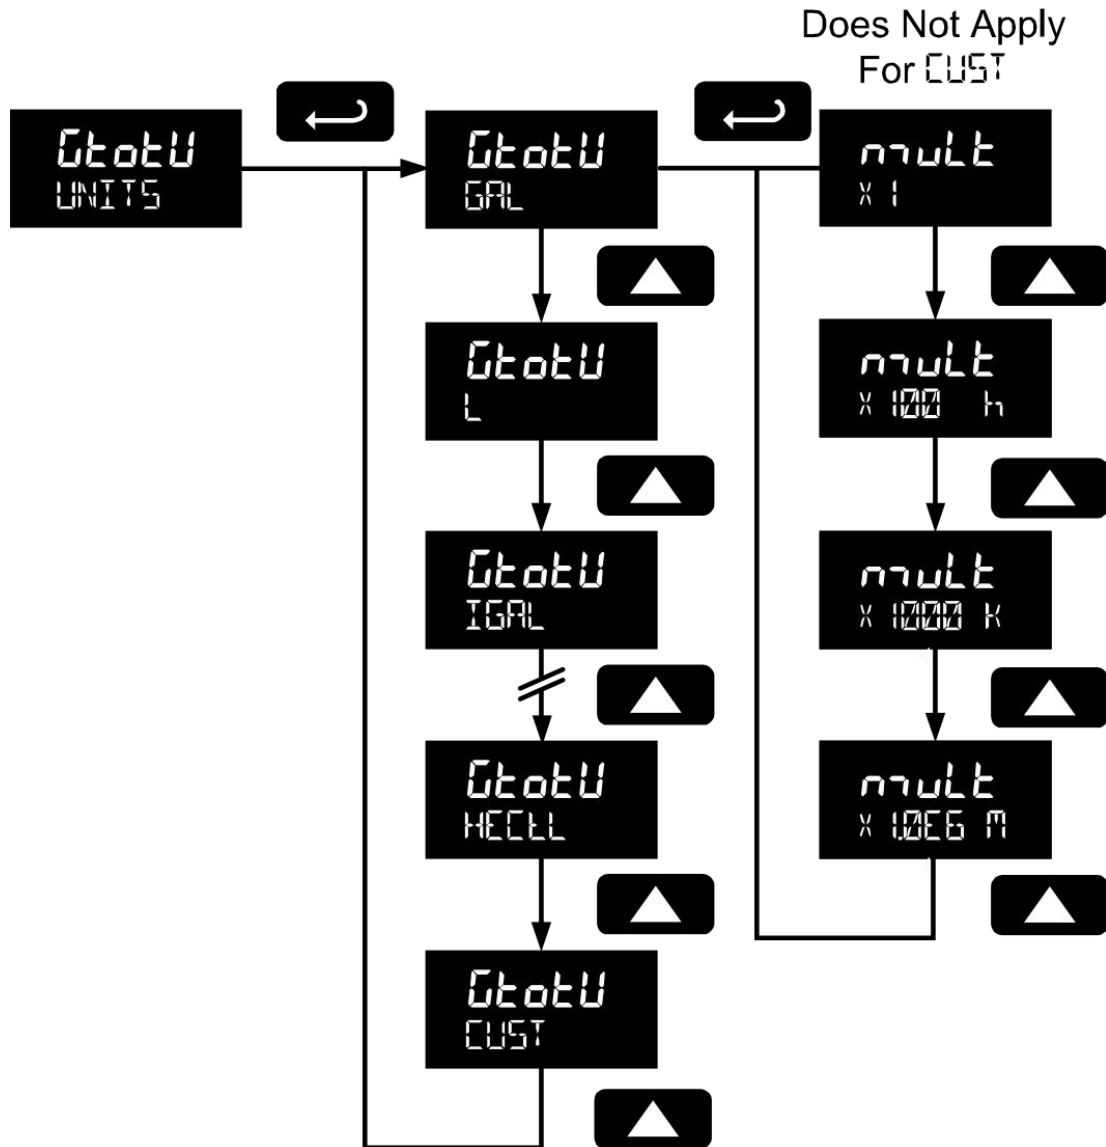 Does Not Apply
For CUST
GtotU
UNITS
GtotU
GAL
mult
X 1
GtotU
L
mult
X 100 h
GtotU
IGAL
mult
X 1000 K
GtotU
HECtL
mult
X 1.0E6 M
GtotU
CUST